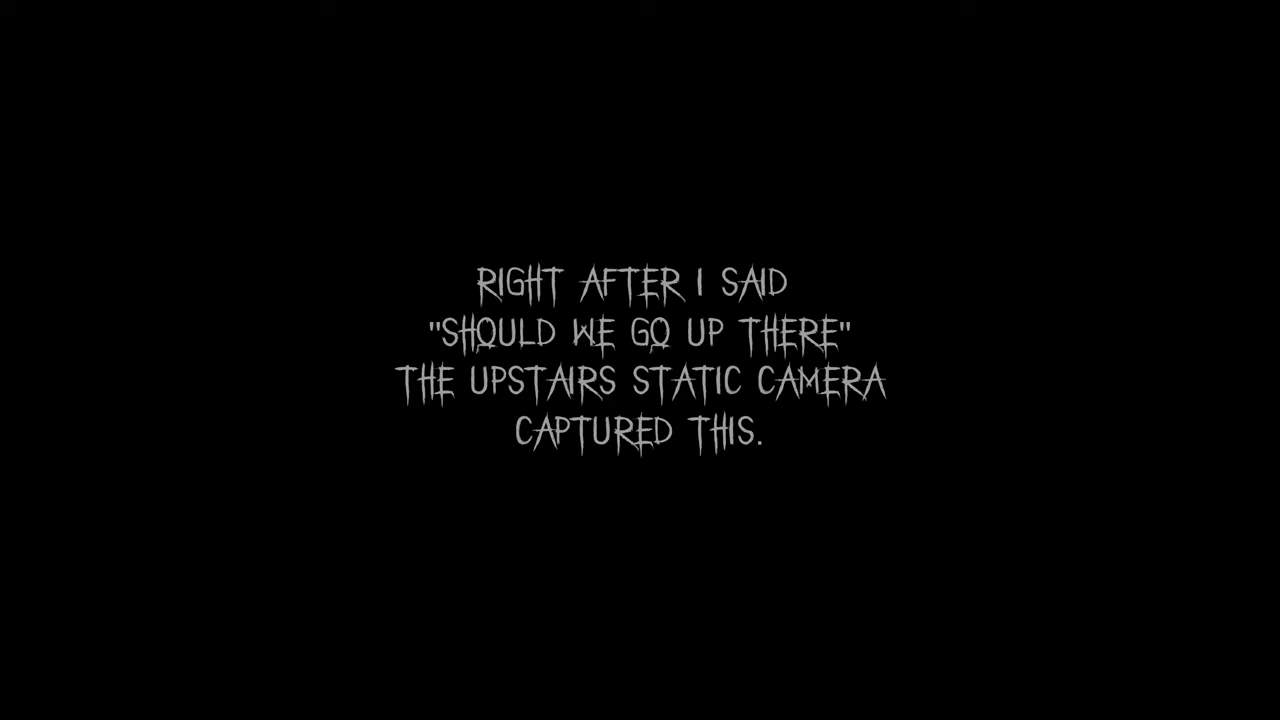 RIGHT AFTER I SAID
"SHOULD WE GO UP THERE"
THE UPSTAIRS STATIC CAMERA
CAPTURED THIS.